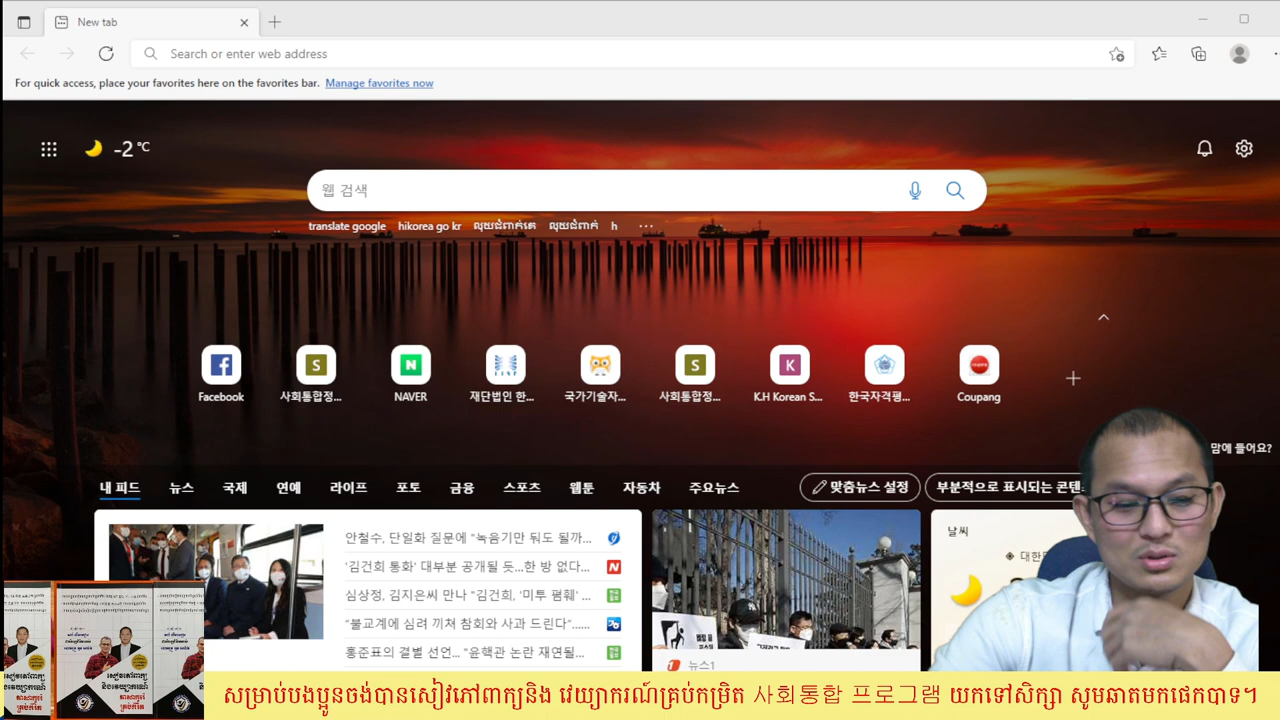 New tab
Search or enter web address
For quick access, place your favorites here on the favorites bar. Manage favorites now
-2 ℃
웹 검색
translate google hikorea go kr លុយជំពាក់គេ លុយជំពាក់ h ...
Facebook 사회통합정... NAVER 재단법인 한... 국가기술자... 사회통합정... K.H Korean S... 한국자격평... Coupang
맘에 들어요?
내 피드 뉴스 국제 연예 라이프 포토 금융 스포츠 웹툰 자동차 주요뉴스 맞춤뉴스 설정 부분적으로 표시되는 콘텐
안철수, 단일화 질문에 "녹음기만 둬도 될까...
'김건희 통화' 대부분 공개될 듯...한 방 없다...
심상정, 김지은씨 만나 "김건희, '미투 폄훼' ...
"불교계에 심려 끼쳐 참회와 사과 드린다"......
홍준표의 결별 선언... "윤핵관 논란 재연될...
뉴스1
날씨
대한
សម្រាប់បងប្អូនចង់បានសៀវភៅពាក្យនិង វេយ្យាករណ៍គ្រប់កម្រិត 사회통합 프로그램 យកទៅសិក្សា សូមឆាតមកផេកបាទ។